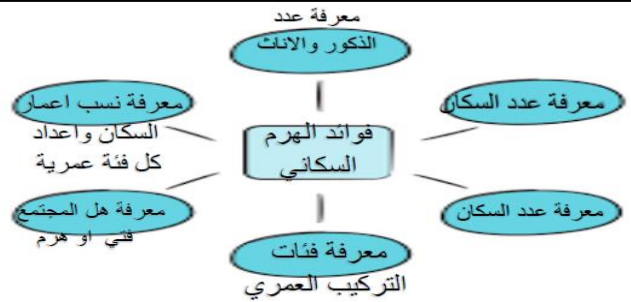 معرفة عدد
الذكور والاناث
معرفة عدد السكان
معرفة نسب اعمار
السكان واعداد
كل فئة عمرية
فوائد الهرم
السكاني
معرفة عدد السكان
معرفة هل المجتمع
فتي او هرم
معرفة فئات
التركيب العمري